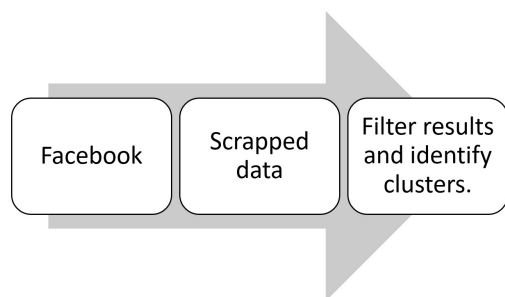 Facebook
Scrapped
data
Filter results
and identify
clusters.